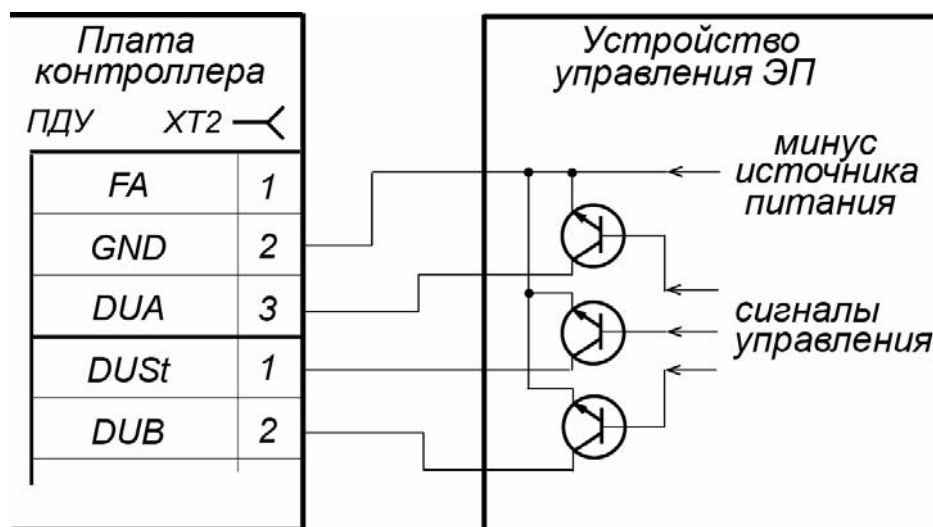 Плата
контроллера
ПДУ XT2
FA 1
GND 2
DUA 3
DUSt 1
DUB 2
Устройство
управления ЭП
минус
источника
питания
сигналы
управления